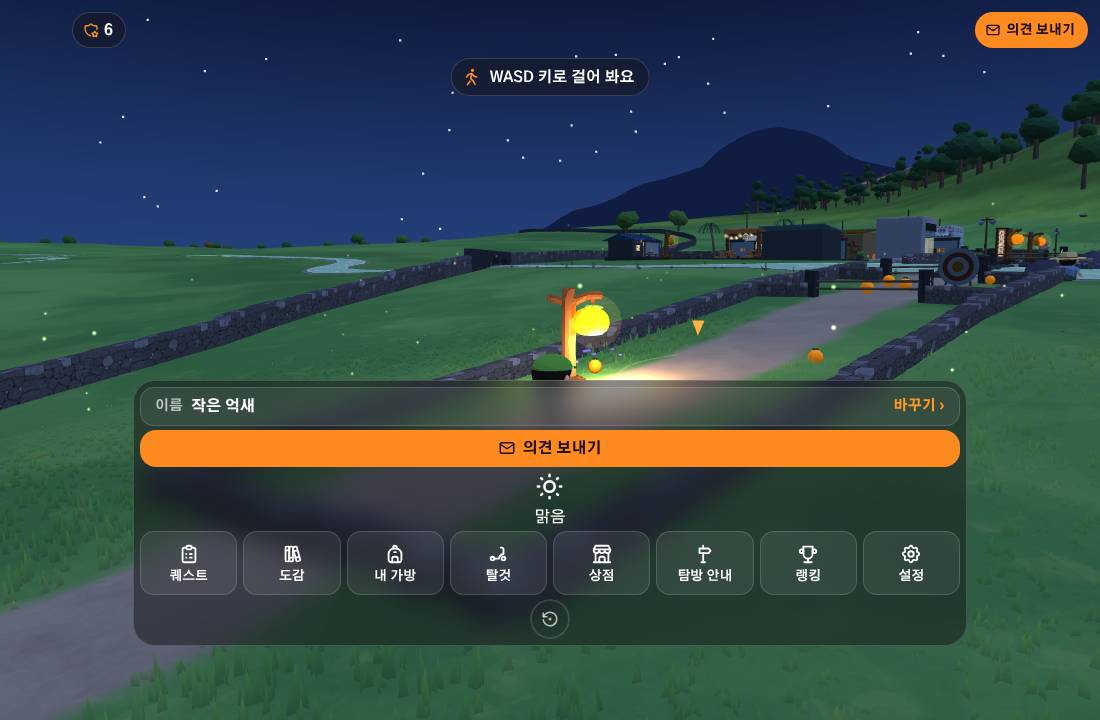 6
의견 보내기
WASD 키로 걸어 봐요
이름 작은 억새 바꾸기 ›
의견 보내기
맑음
퀘스트 도감 내 가방 탈것 상점 탐방 안내 랭킹 설정